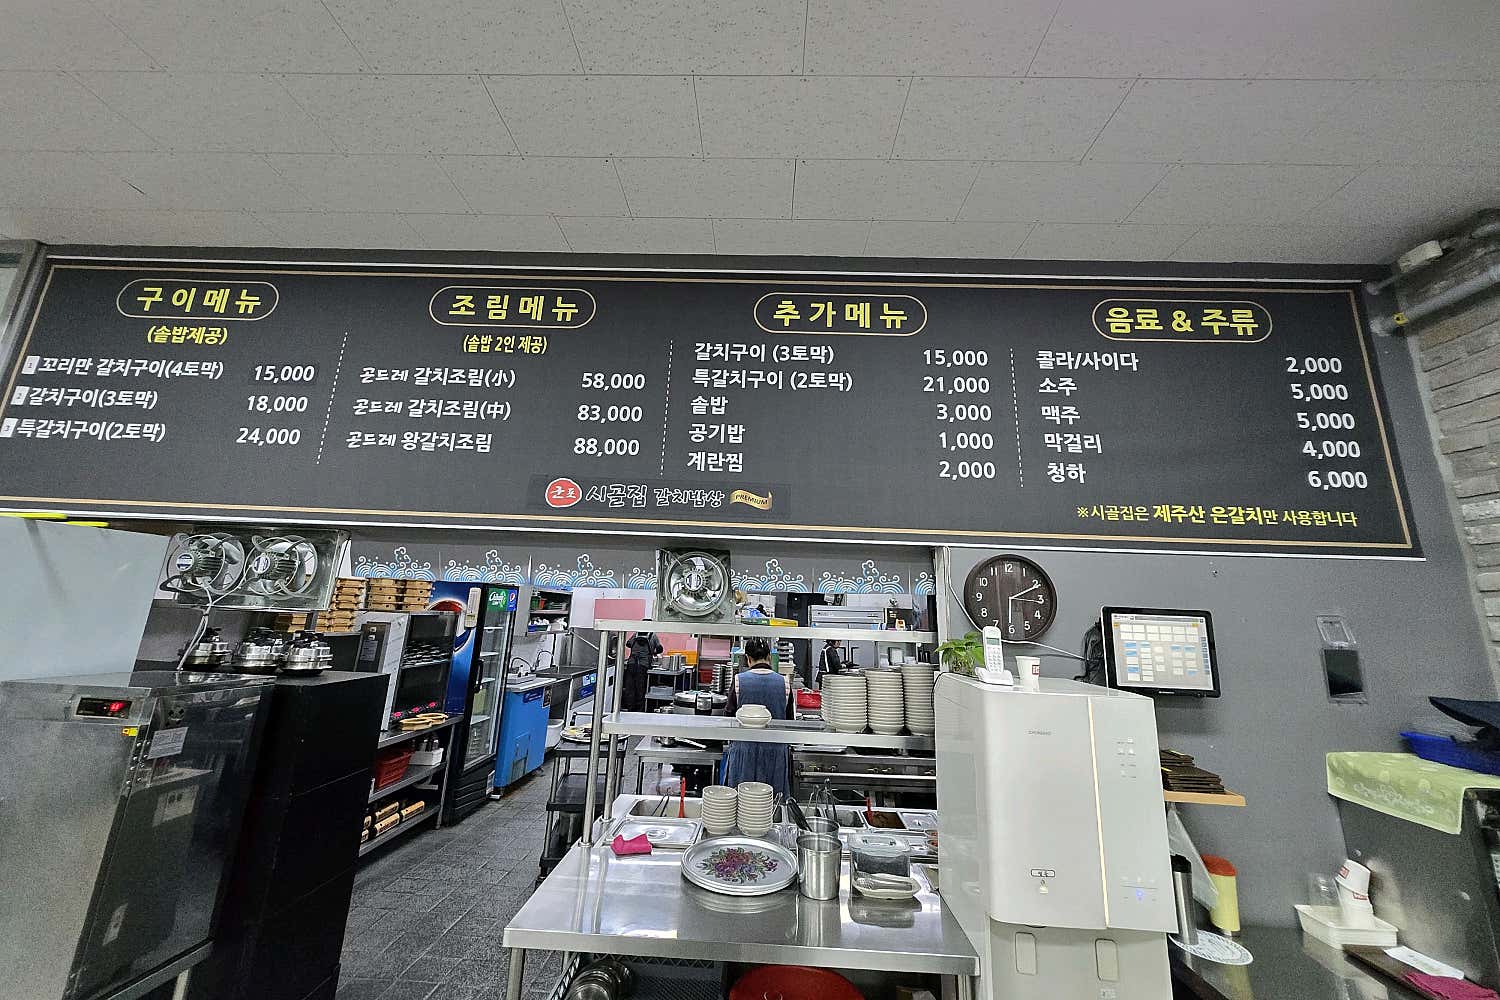 구이메뉴
(솥밥제공)
1 꼬리만 갈치구이(4토막) 15,000
2 갈치구이(3토막) 18,000
3 특갈치구이(2토막) 24,000
조림메뉴
(솥밥 2인 제공)
곤드레 갈치조림(小) 58,000
곤드레 갈치조림(中) 83,000
곤드레 왕갈치조림 88,000
추가메뉴
갈치구이 (3토막) 15,000
특갈치구이 (2토막) 21,000
솥밥 3,000
공기밥 1,000
계란찜 2,000
음료 & 주류
콜라/사이다 2,000
소주 5,000
맥주 5,000
막걸리 4,000
청하 6,000
군포 시골집 갈치밥상 PREMIUM
※시골집은 제주산 은갈치만 사용합니다